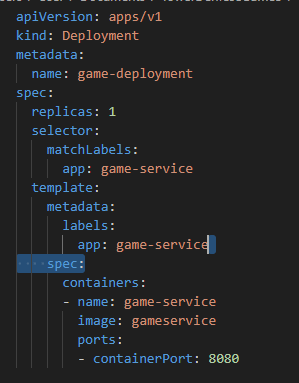 apiVersion: apps/v1
kind: Deployment
metadata:
  name: game-deployment
spec:
  replicas: 1
  selector:
    matchLabels:
      app: game-service
  template:
    metadata:
      labels:
        app: game-service
    spec:
      containers:
      - name: game-service
        image: gameservice
        ports:
        - containerPort: 8080